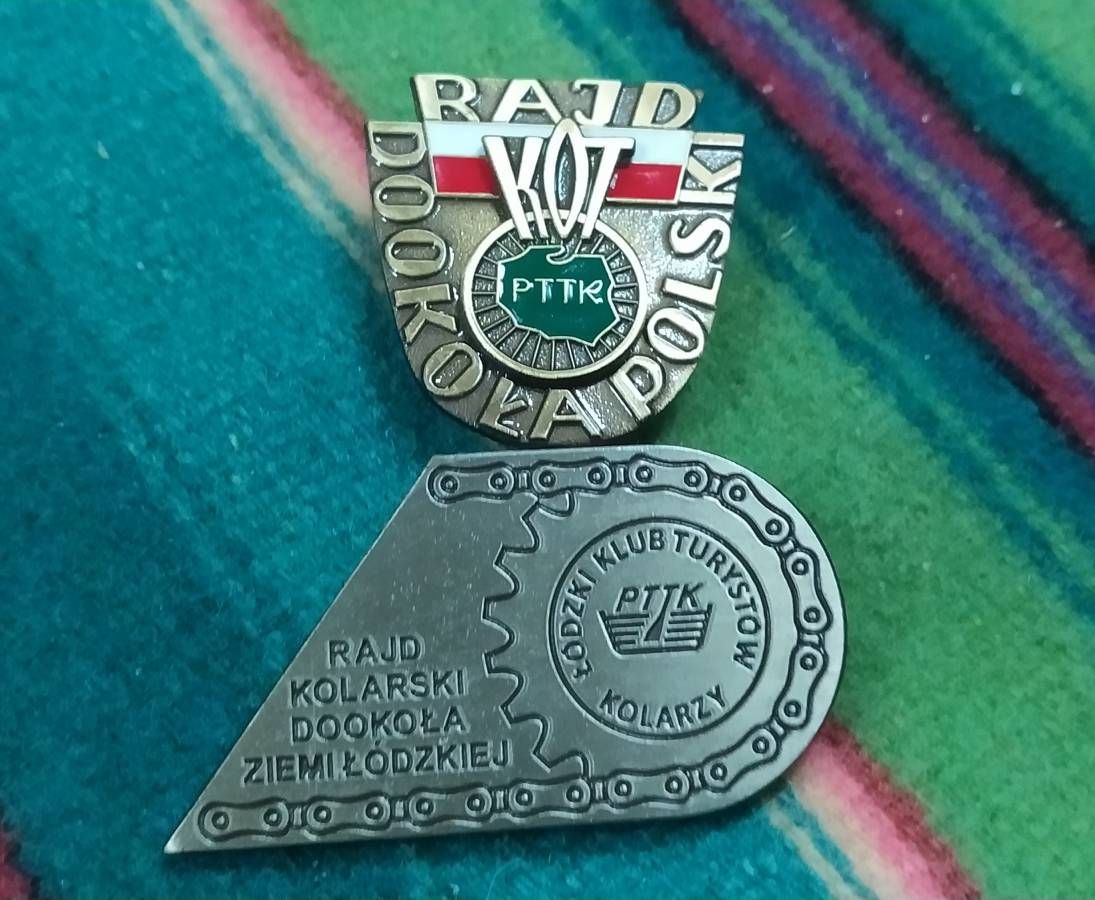 RAJD
DOOKOŁA POLSKI
KOT
PTTK
ŁÓDZKI KLUB TURYSTÓW
PTTK
KOLARZY
RAJD
KOLARSKI
DOOKOŁA
ZIEMI ŁÓDZKIEJ